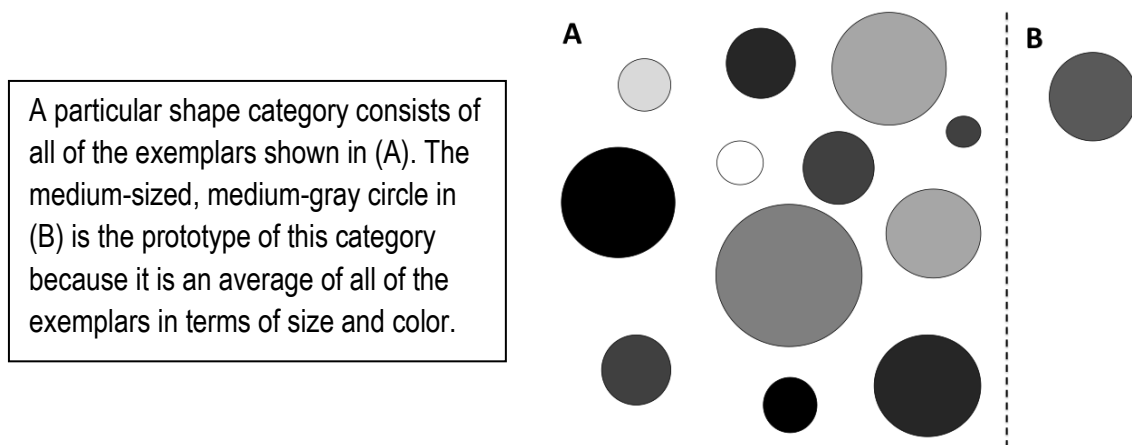 A particular shape category consists of
all of the exemplars shown in (A). The
medium-sized, medium-gray circle in
(B) is the prototype of this category
because it is an average of all of the
exemplars in terms of size and color.
A
B